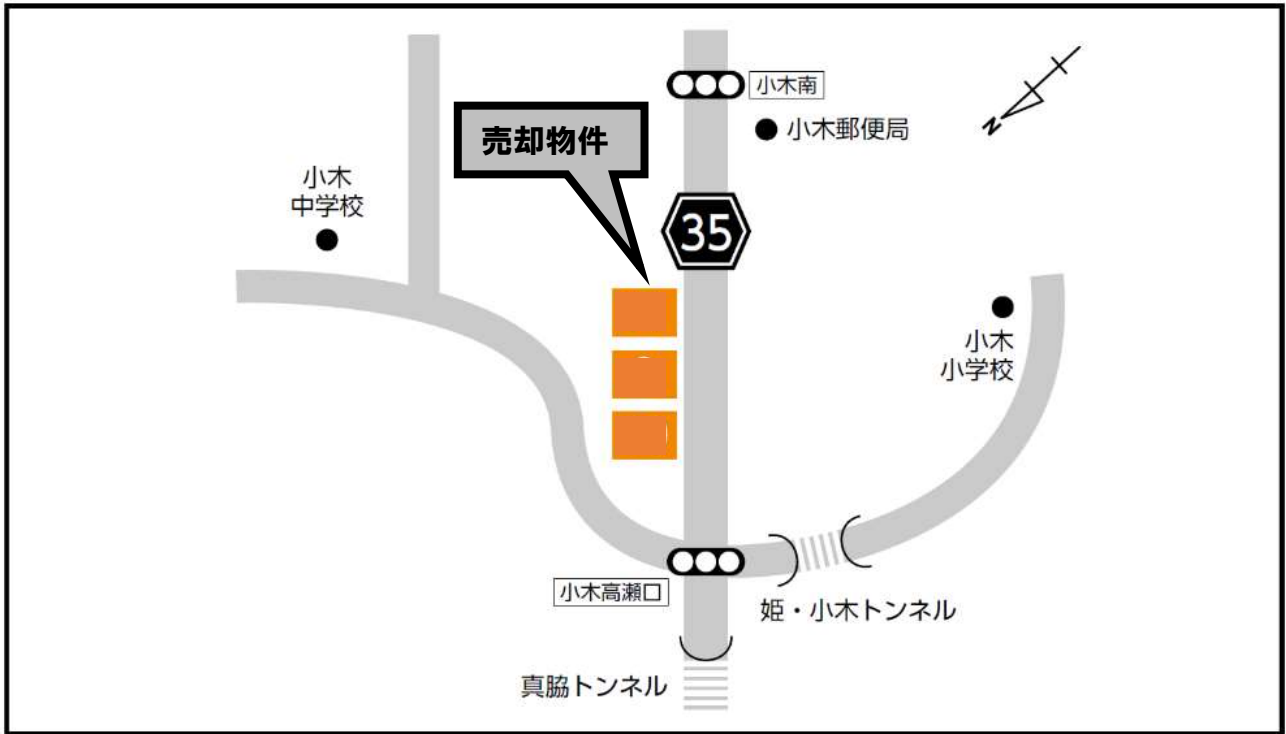 小木南
小木郵便局
N
売却物件
小木
中学校
35
小木
小学校
小木高瀬口
姫・小木トンネル
真脇トンネル